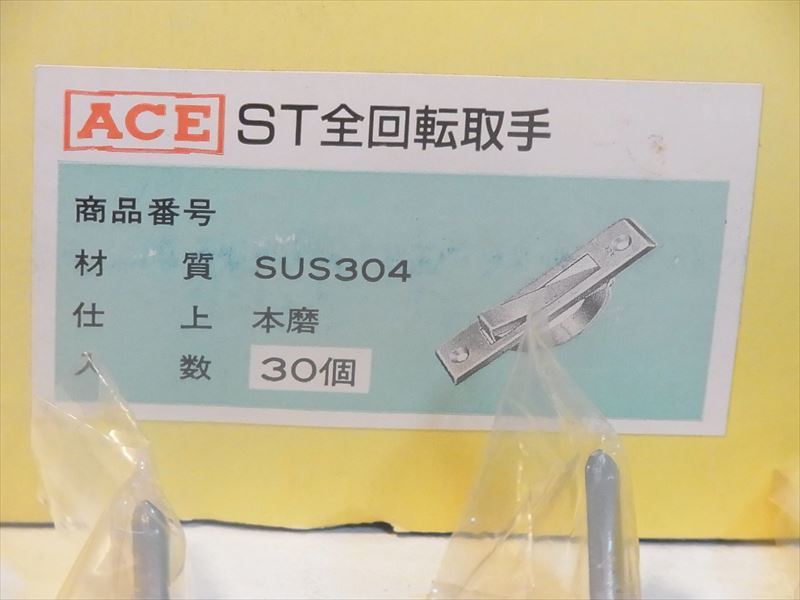 ACE ST全回転取手
商品番号
材 質 SUS304
仕 上 本磨
入 数 30個